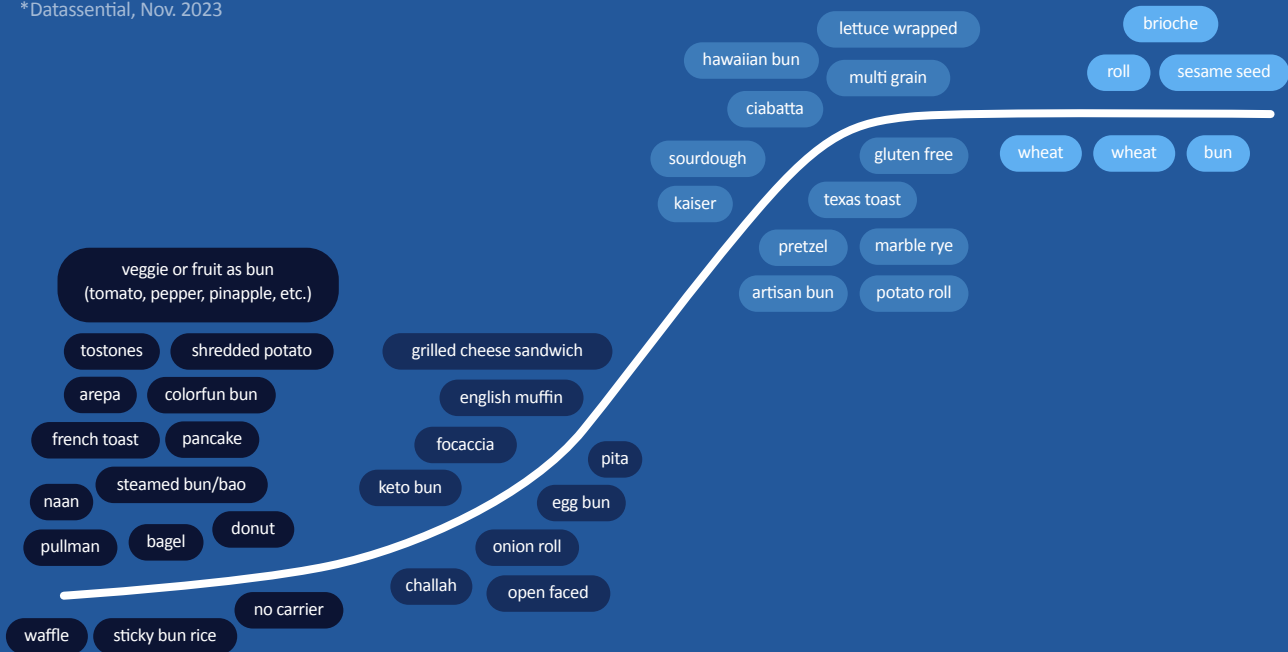 *Datassential, Nov. 2023
lettuce wrapped
hawaiian bun
multi grain
ciabatta
sourdough
kaiser
gluten free
texas toast
pretzel
marble rye
artisan bun
potato roll
brioche
roll
sesame seed
wheat
wheat
bun
veggie or fruit as bun
(tomato, pepper, pinapple, etc.)
tostones
shredded potato
arepa
colorfun bun
french toast
pancake
steamed bun/bao
naan
donut
pullman
bagel
no carrier
waffle
sticky bun rice
grilled cheese sandwich
english muffin
focaccia
keto bun
pita
egg bun
onion roll
challah
open faced